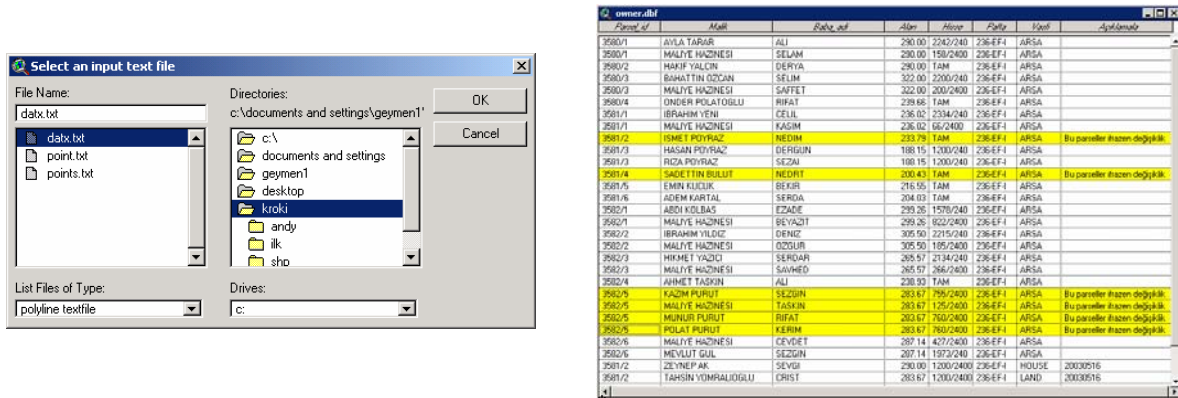 Select an input text file
File Name:
datx.txt
datx.txt
point.txt
points.txt
List Files of Type:
polyline textfile
Directories:
c:\documents and settings\geymen1'
c:\
documents and settings
geymen1
desktop
kroki
andy
ilk
shp
Drives:
c:
OK
Cancel
owner.dbf
Parcel_id Malik Baba_adi Alan Hisse Pafta Vasfi Açıklamala
3580/1 AYLA TARAR ALI 290.00 2242/240 236-EF-I ARSA
3580/1 MALIYE HAZINESI SELAM 290.00 158/2400 236-EF-I ARSA
3580/2 HAKIF YALCIN DERYA 290.00 TAM 236-EF-I ARSA
3580/3 BAHATTIN OZCAN SELIM 322.00 2200/240 236-EF-I ARSA
3580/3 MALIYE HAZINESI SAFFET 322.00 200/2400 236-EF-I ARSA
3580/4 ONDER POLATOGLU RIFAT 239.66 TAM 236-EF-I ARSA
3581/1 IBRAHIM YENI CELIL 236.02 2334/240 236-EF-I ARSA
3581/1 MALIYE HAZINESI KASIM 236.02 66/2400 236-EF-I ARSA
3581/2 ISMET POYRAZ NEDIM 233.79 TAM 236-EF-I ARSA Bu parseller ihazen değişiklik
3581/3 HASAN POYRAZ DERGUN 188.15 1200/240 236-EF-I ARSA
3581/3 RIZA POYRAZ SEZAI 188.15 1200/240 236-EF-I ARSA
3581/4 SADETTIN BULUT NEDRT 200.43 TAM 236-EF-I ARSA Bu parseller ihazen değişiklik
3581/5 EMIN KUCUK BEKIR 216.55 TAM 236-EF-I ARSA
3581/6 ADEM KARTAL SERDA 204.03 TAM 236-EF-I ARSA
3582/1 ABDI KOLBAS EZADE 299.26 1578/240 236-EF-I ARSA
3582/1 MALIYE HAZINESI BEYAZIT 299.26 822/2400 236-EF-I ARSA
3582/2 IBRAHIM YILDIZ DENIZ 305.50 2215/240 236-EF-I ARSA
3582/2 MALIYE HAZINESI OZGUR 305.50 185/2400 236-EF-I ARSA
3582/3 HIKMET YAZICI SERDAR 265.57 2134/240 236-EF-I ARSA
3582/3 MALIYE HAZINESI SAVHED 265.57 266/2400 236-EF-I ARSA
3582/4 AHMET TASKIN ALI 238.93 TAM 236-EF-I ARSA
3582/5 KAZIM PURUT SEZGIN 283.67 755/2400 236-EF-I ARSA Bu parseller ihazen değişiklik
3582/5 MALIYE HAZINESI TASKIN 283.67 125/2400 236-EF-I ARSA Bu parseller ihazen değişiklik
3582/5 MUNUR PURUT RIFAT 283.67 760/2400 236-EF-I ARSA Bu parseller ihazen değişiklik
3582/5 POLAT PURUT KERIM 283.67 760/2400 236-EF-I ARSA Bu parseller ihazen değişiklik
3582/6 MALIYE HAZINESI CEVDET 287.14 427/2400 236-EF-I ARSA
3582/6 MEVLUT GUL SEZGIN 287.14 1973/240 236-EF-I ARSA
3581/2 ZEYNEP AK SEVGI 290.00 1200/2400 236-EF-I HOUSE 20030516
3581/2 TAHSİN YOMRALIOĞLU CRIST 283.67 1200/2400 236-EF-I LAND 20030516